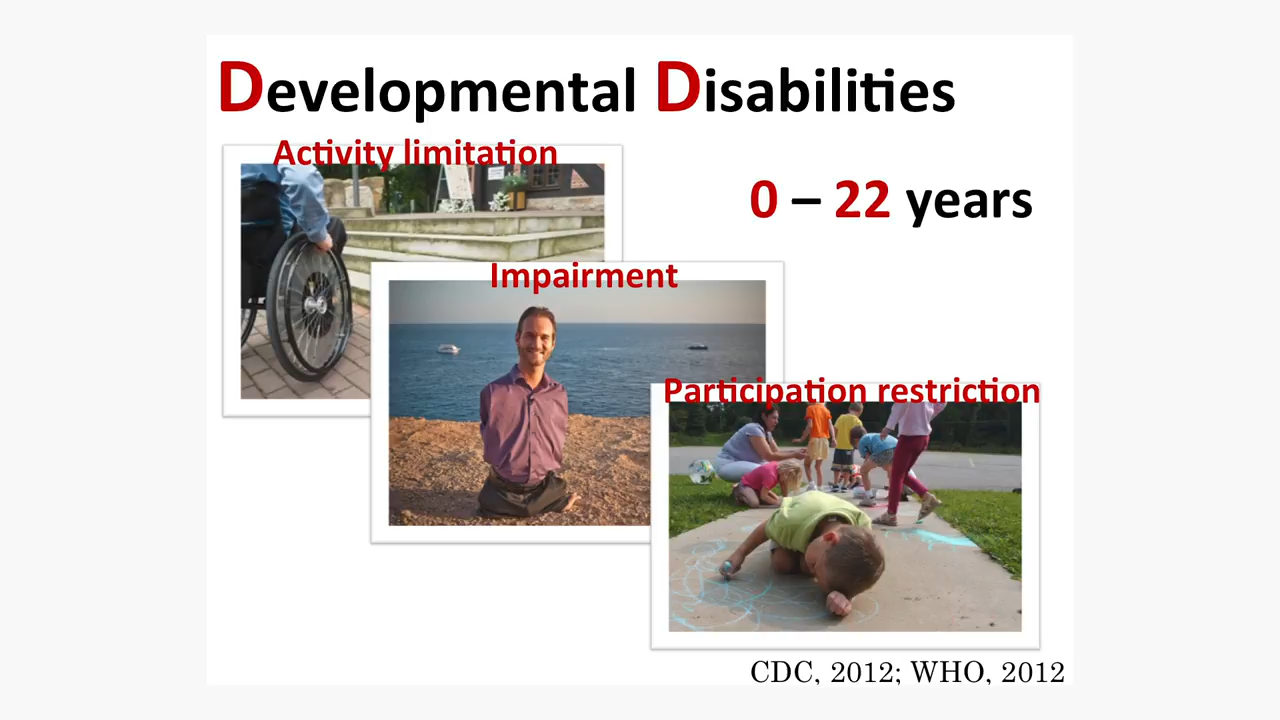 Developmental Disabilities
Activity limitation
0 – 22 years
Impairment
Participation restriction
CDC, 2012; WHO, 2012